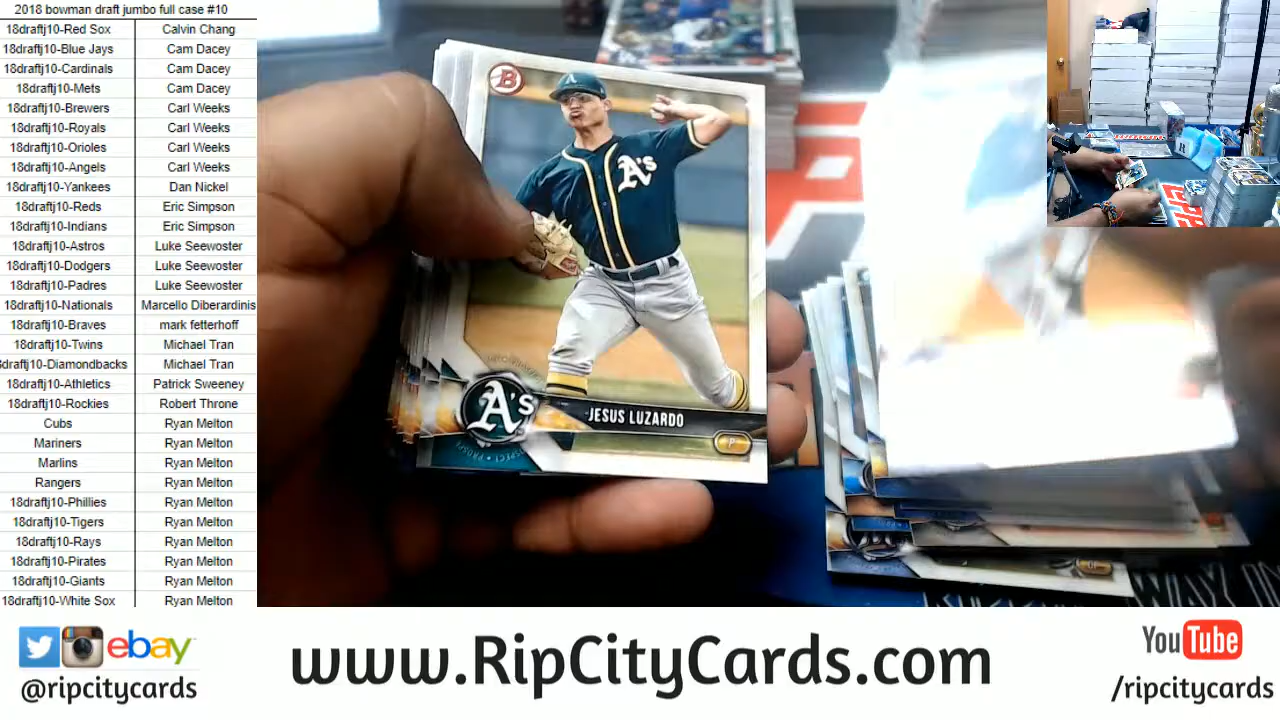 2018 bowman draft jumbo full case #10
18draftj10-Red Sox Calvin Chang
18draftj10-Blue Jays Cam Dacey
18draftj10-Cardinals Cam Dacey
18draftj10-Mets Cam Dacey
18draftj10-Brewers Carl Weeks
18draftj10-Royals Carl Weeks
18draftj10-Orioles Carl Weeks
18draftj10-Angels Carl Weeks
18draftj10-Yankees Dan Nickel
18draftj10-Reds Eric Simpson
18draftj10-Indians Eric Simpson
18draftj10-Astros Luke Seewoster
18draftj10-Dodgers Luke Seewoster
18draftj10-Padres Luke Seewoster
18draftj10-Nationals Marcello Diberardinis
18draftj10-Braves mark fetterhoff
18draftj10-Twins Michael Tran
8draftj10-Diamondbacks Michael Tran
18draftj10-Athletics Patrick Sweeney
18draftj10-Rockies Robert Throne
Cubs Ryan Melton
Mariners Ryan Melton
Marlins Ryan Melton
Rangers Ryan Melton
18draftj10-Phillies Ryan Melton
18draftj10-Tigers Ryan Melton
18draftj10-Rays Ryan Melton
18draftj10-Pirates Ryan Melton
18draftj10-Giants Ryan Melton
18draftj10-White Sox Ryan Melton
B
A's
A's
JESUS LUZARDO
P
WAY
ebay
@ripcitycards
www.RipCityCards.com
YouTube
/ripcitycards